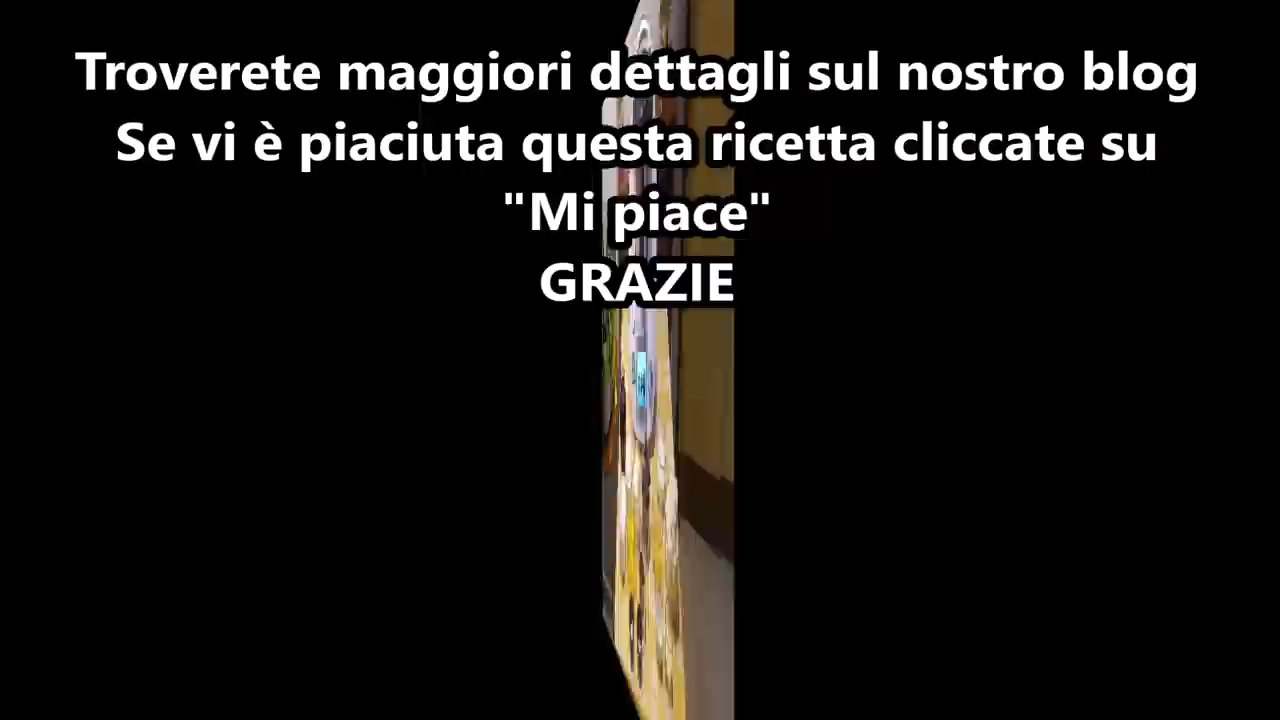 Troverete maggiori dettagli sul nostro blog
Se vi è piaciuta questa ricetta cliccate su
"Mi piace"
GRAZIE